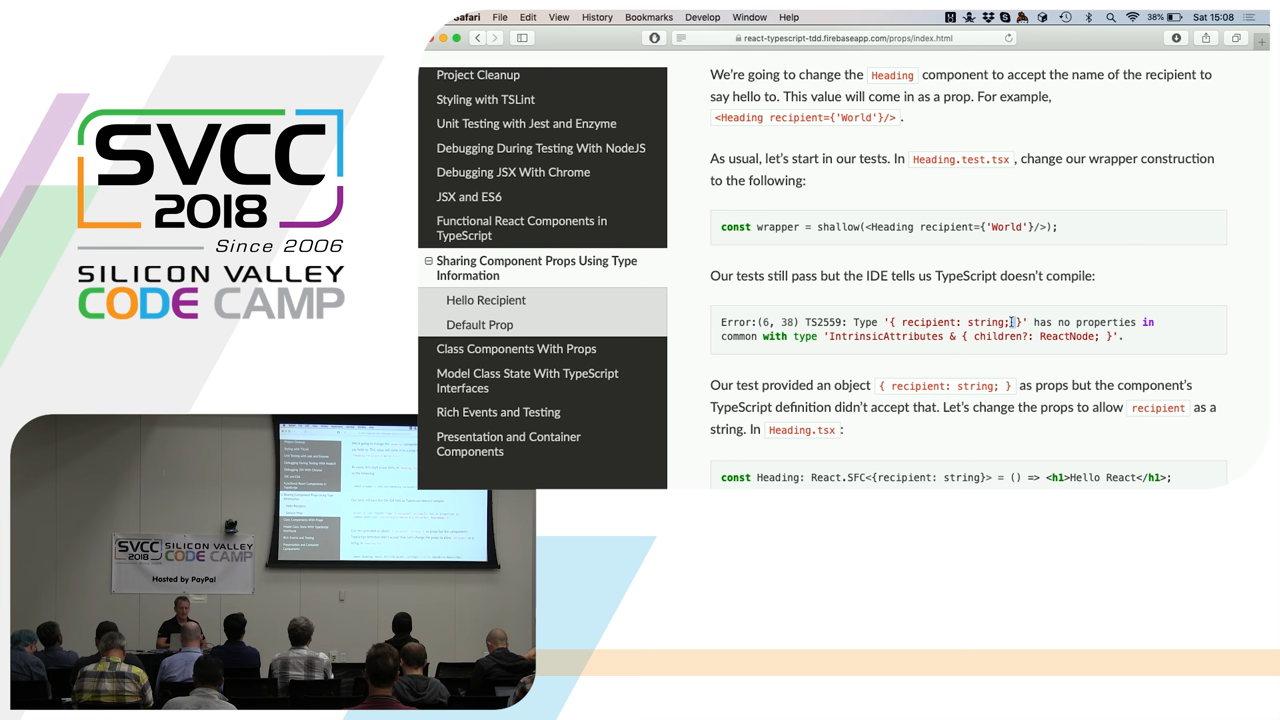 SVCC
2018
Since 2006
SILICON VALLEY
CODE CAMP
Safari File Edit View History Bookmarks Develop Window Help
38% Sat 15:08
react-typescript-tdd.firebaseapp.com/props/index.html
Project Cleanup
Styling with TSLint
Unit Testing with Jest and Enzyme
Debugging During Testing With NodeJS
Debugging JSX With Chrome
JSX and ES6
Functional React Components in
TypeScript
Sharing Component Props Using Type
Information
Hello Recipient
Default Prop
Class Components With Props
Model Class State With TypeScript
Interfaces
Rich Events and Testing
Presentation and Container
Components
We're going to change the Heading component to accept the name of the recipient to
say hello to. This value will come in as a prop. For example,
<Heading recipient={'World'}/> .
As usual, let's start in our tests. In Heading.test.tsx , change our wrapper construction
to the following:
const wrapper = shallow(<Heading recipient={'World'}/>);
Our tests still pass but the IDE tells us TypeScript doesn't compile:
Error:(6, 38) TS2559: Type '{ recipient: string; }' has no properties in
common with type 'IntrinsicAttributes & { children?: ReactNode; }'.
Our test provided an object { recipient: string; } as props but the component's
TypeScript definition didn't accept that. Let's change the props to allow recipient as a
string. In Heading.tsx :
const Heading: React.SFC<{recipient: string}> = () => <h1>Hello React</h1>;
SVCC
2018
SILICON VALLEY
CODE CAMP
Hosted by PayPal